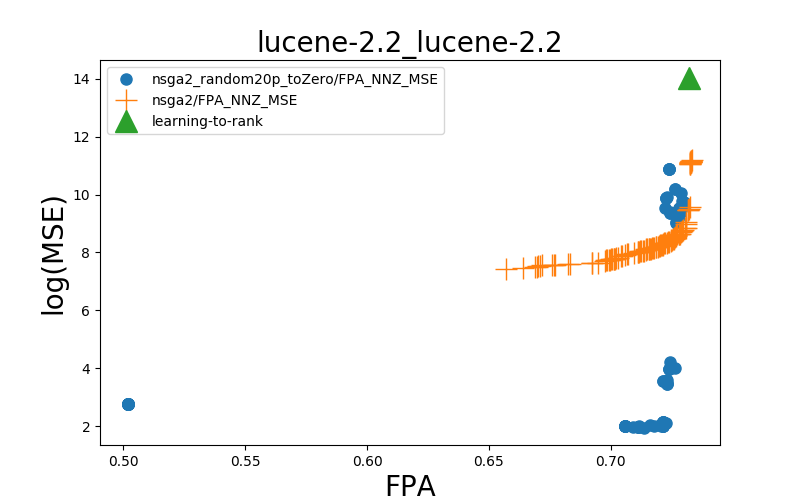 lucene-2.2_lucene-2.2
nsga2_random20p_toZero/FPA_NNZ_MSE
nsga2/FPA_NNZ_MSE
learning-to-rank
log(MSE)
14
12
10
8
6
4
2
0.50 0.55 0.60 0.65 0.70
FPA